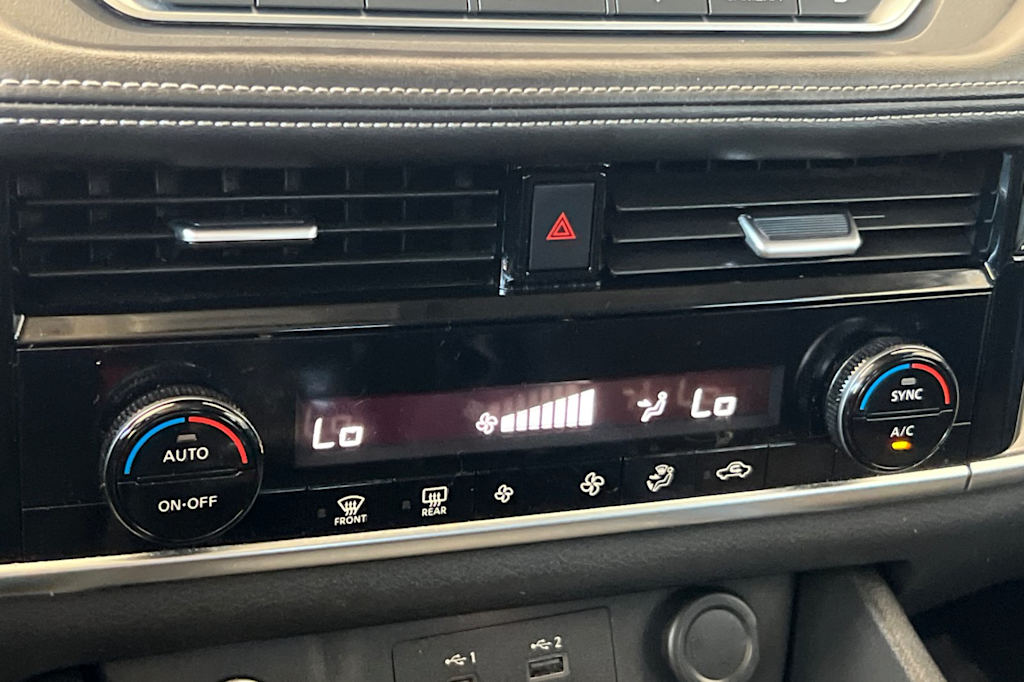 SYNC
A/C
Lo
Lo
AUTO
ON·OFF
FRONT
REAR
1
2